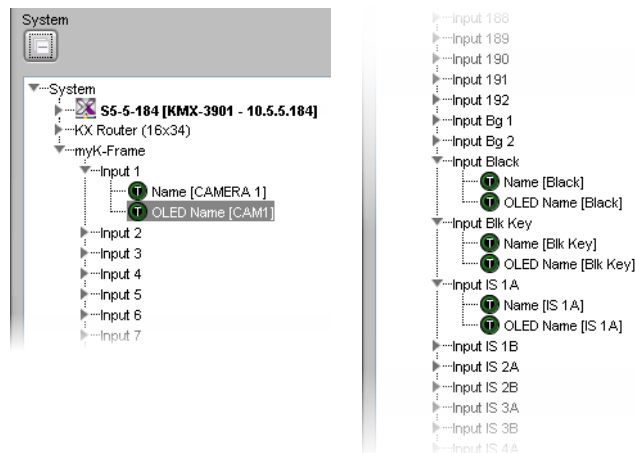 System
System
S5-5-184 [KMX-3901 - 10.5.5.184]
KX Router (16x34)
myK-Frame
Input 1
Name [CAMERA 1]
OLED Name [CAM1]
Input 2
Input 3
Input 4
Input 5
Input 6
Input 7
Input 188
Input 189
Input 190
Input 191
Input 192
Input Bg 1
Input Bg 2
Input Black
Name [Black]
OLED Name [Black]
Input Blk Key
Name [Blk Key]
OLED Name [Blk Key]
Input IS 1A
Name [IS 1A]
OLED Name [IS 1A]
Input IS 1B
Input IS 2A
Input IS 2B
Input IS 3A
Input IS 3B
Input IS 4A